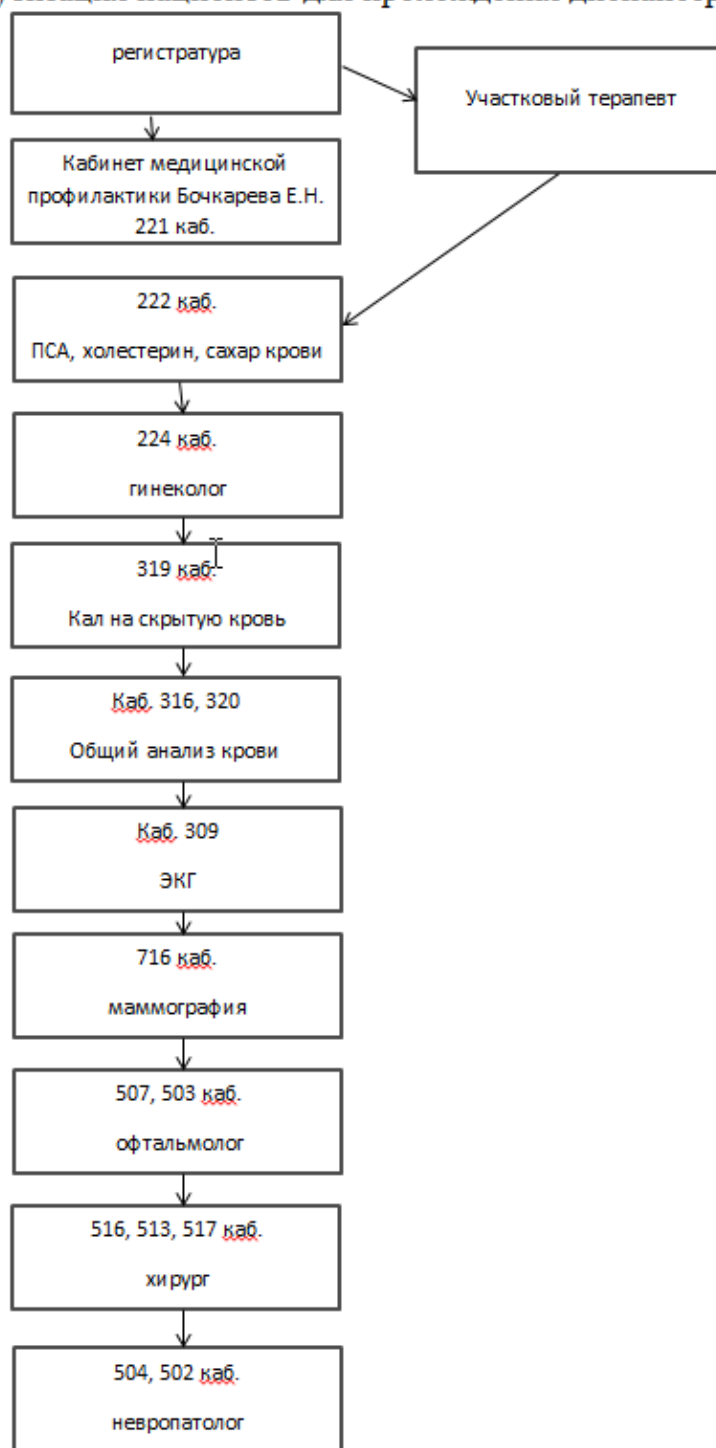 для прохождения
регистратура
Участковый терапевт
Кабинет медицинской
профилактики Бочкарева Е.Н.
221 каб.
222 каб.
ПСА, холестерин, сахар крови
224 каб.
гинеколог
319 каб.
Кал на скрытую кровь
Каб. 316, 320
Общий анализ крови
Каб. 309
ЭКГ
716 каб.
маммография
507, 503 каб.
офтальмолог
516, 513, 517 каб.
хирург
504, 502 каб.
невропатолог